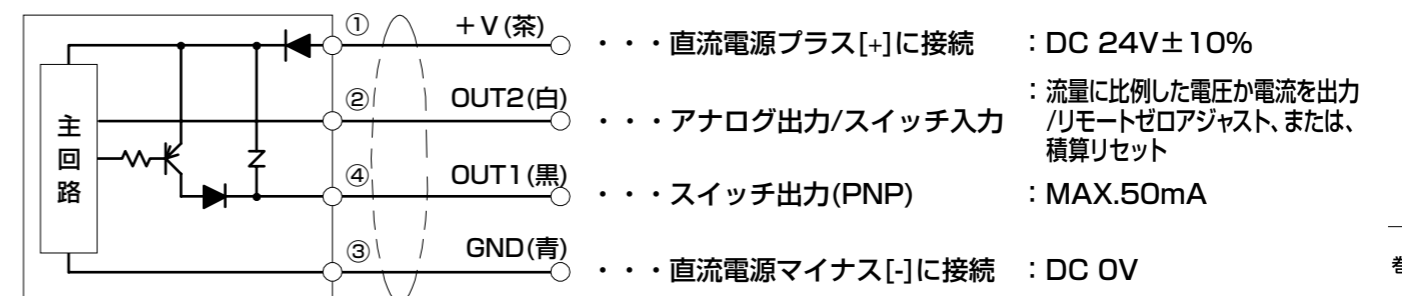 ① +V(茶) ・・・直流電源プラス[+]に接続 : DC 24V±10%
② OUT2(白) ・・・アナログ出力/スイッチ入力 : 流量に比例した電圧か電流を出力
/リモートゼロアジャスト、または、
積算リセット
主回路
④ OUT1(黒) ・・・スイッチ出力(PNP) : MAX.50mA
③ GND(青) ・・・直流電源マイナス[-]に接続 : DC 0V